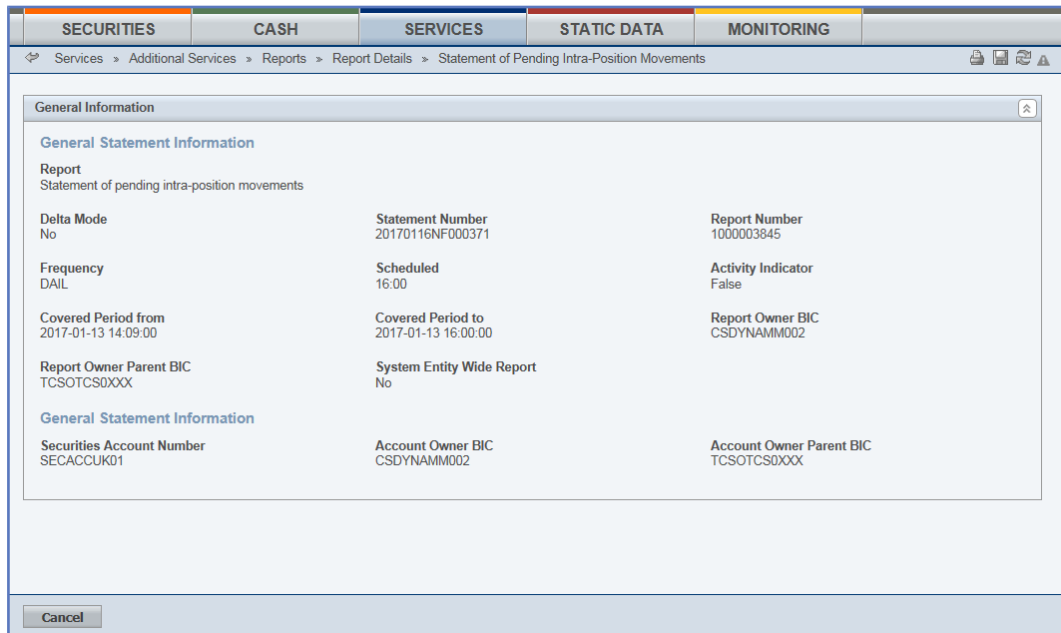 SECURITIES CASH SERVICES STATIC DATA MONITORING
Services » Additional Services » Reports » Report Details » Statement of Pending Intra-Position Movements
General Information
General Statement Information
Report
Statement of pending intra-position movements
Delta Mode Statement Number Report Number
No 20170116NF000371 1000003845
Frequency Scheduled Activity Indicator
DAIL 16:00 False
Covered Period from Covered Period to Report Owner BIC
2017-01-13 14:09:00 2017-01-13 16:00:00 CSDYNAMM002
Report Owner Parent BIC System Entity Wide Report
TCSOTCS0XXX No
General Statement Information
Securities Account Number Account Owner BIC Account Owner Parent BIC
SECACCUK01 CSDYNAMM002 TCSOTCS0XXX
Cancel